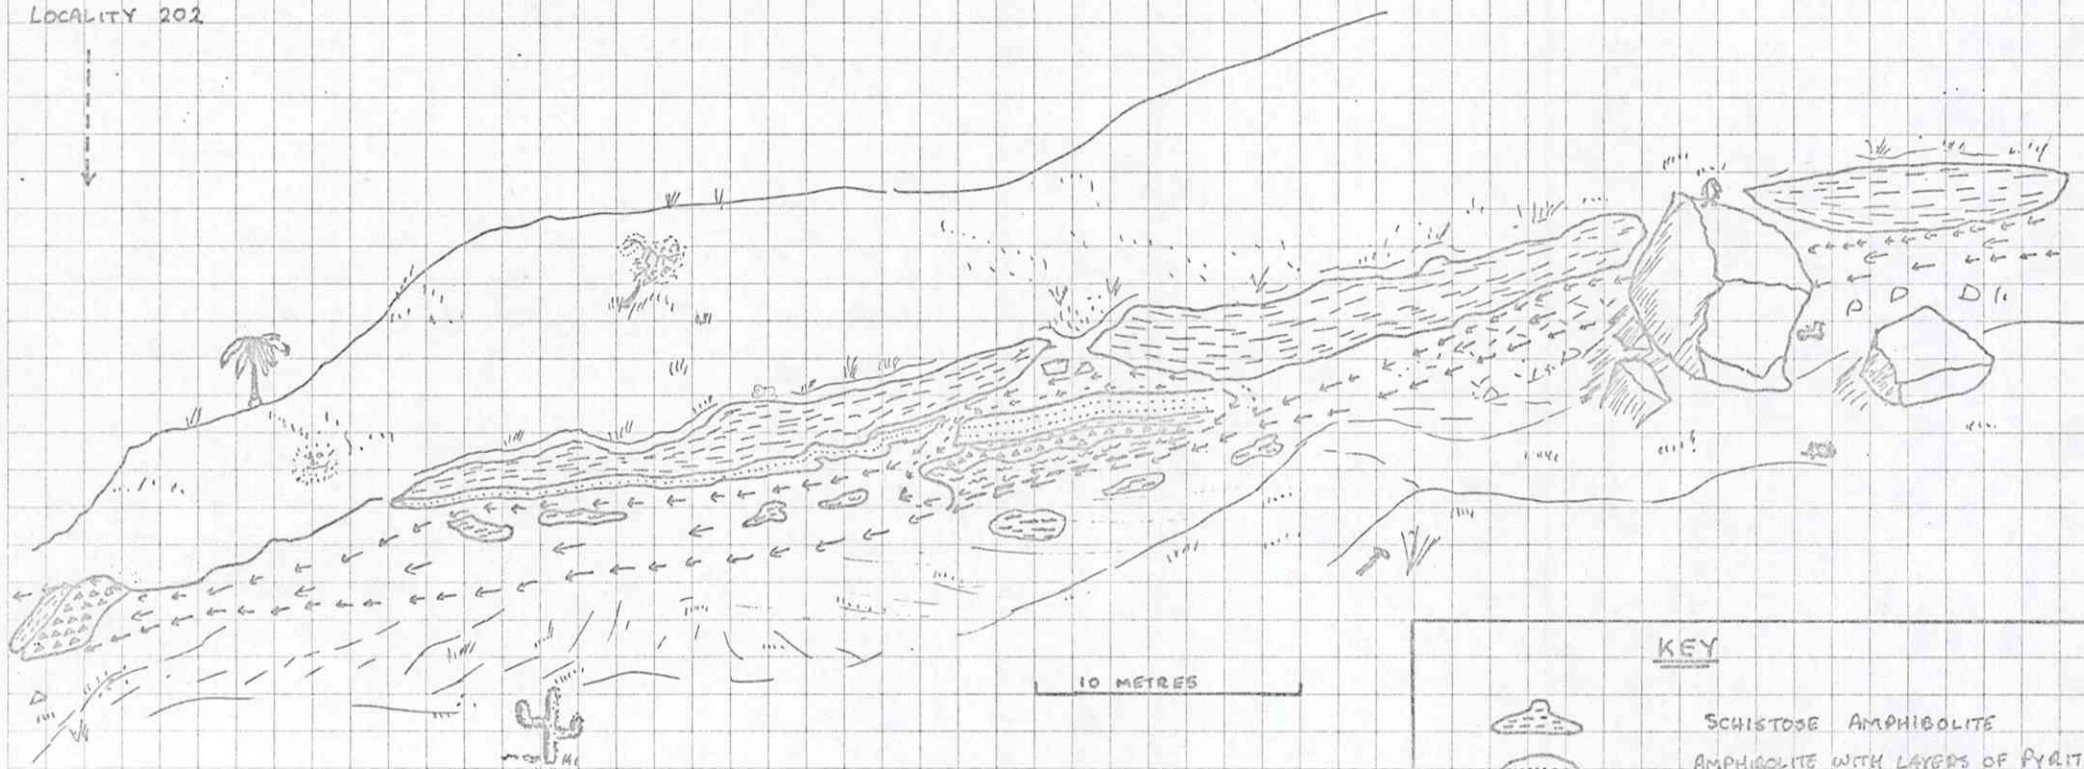 LOCALITY 202
10 METRES
KEY
SCHISTOSE AMPHIBOLITE
AMPHIBOLITE WITH LAYERS OF PYRIT